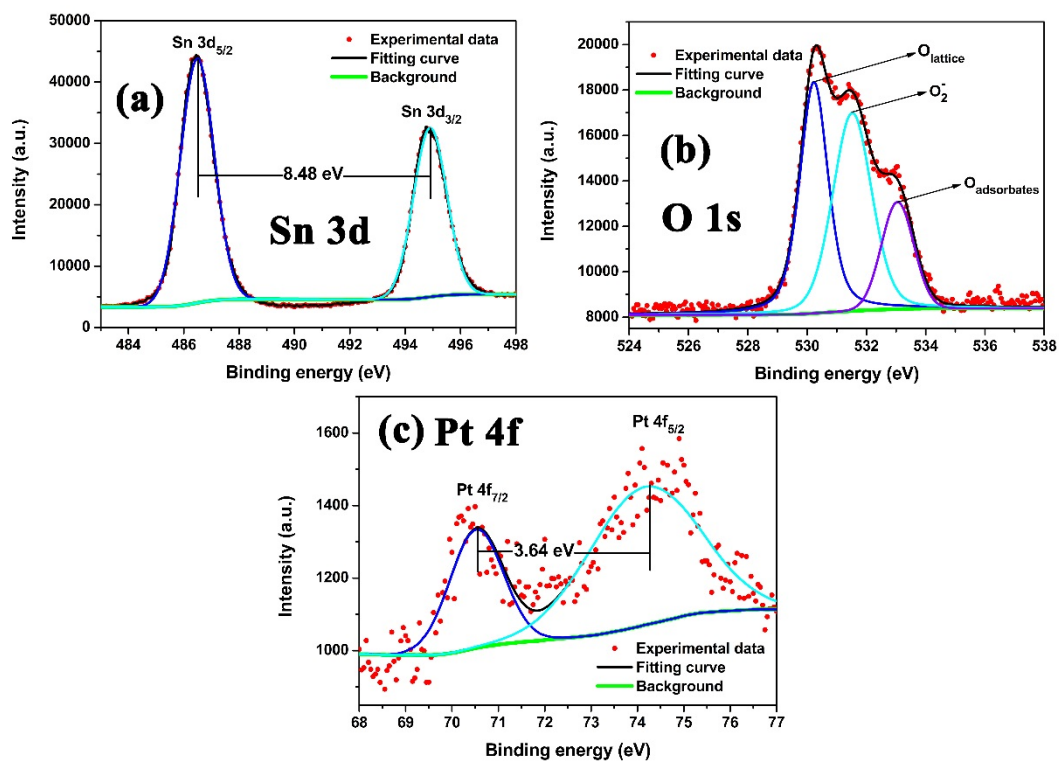 (a)
Sn 3d
Sn 3d5/2
Sn 3d3/2
8.48 eV
Experimental data
Fitting curve
Background
Intensity (a.u.)
50000
40000
30000
20000
10000
0
484 486 488 490 492 494 496 498
Binding energy (eV)
(b)
O 1s
Experimental data
Fitting curve
Background
Olattice
O2-
Oadsorbates
Intensity (a.u.)
20000
18000
16000
14000
12000
10000
8000
524 526 528 530 532 534 536 538
Binding energy (eV)
(c) Pt 4f
Pt 4f7/2
Pt 4f5/2
3.64 eV
Experimental data
Fitting curve
Background
Intensity (a.u.)
1600
1400
1200
1000
68 69 70 71 72 73 74 75 76 77
Binding energy (eV)